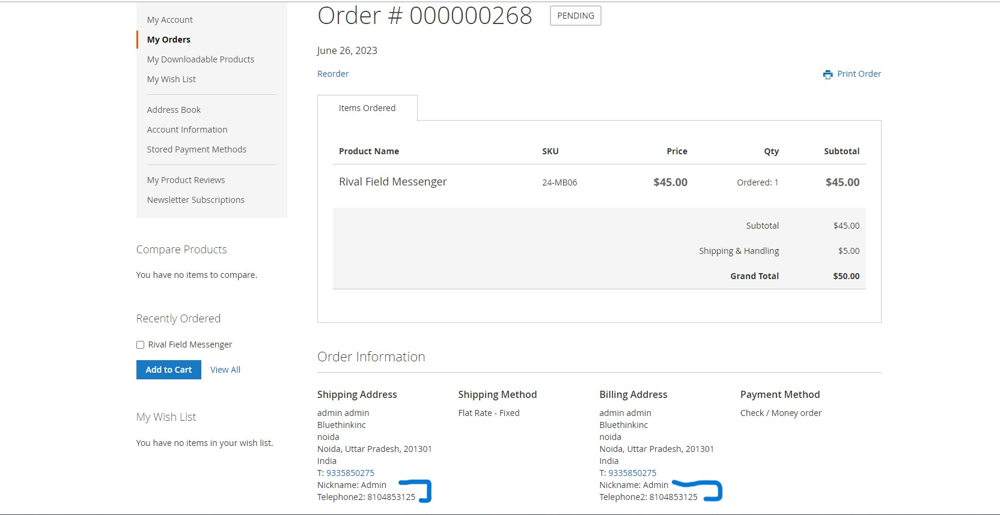 My Account
My Orders
My Downloadable Products
My Wish List
Address Book
Account Information
Stored Payment Methods
My Product Reviews
Newsletter Subscriptions
Compare Products
You have no items to compare.
Recently Ordered
Rival Field Messenger
Add to Cart View All
My Wish List
You have no items in your wish list.
Order # 000000268 PENDING
June 26, 2023
Reorder Print Order
Items Ordered
Product Name SKU Price Qty Subtotal
Rival Field Messenger 24-MB06 $45.00 Ordered: 1 $45.00
Subtotal $45.00
Shipping & Handling $5.00
Grand Total $50.00
Order Information
Shipping Address
admin admin
Bluethinkinc
noida
Noida, Uttar Pradesh, 201301
India
T: 9335850275
Nickname: Admin
Telephone2: 8104853125
Shipping Method
Flat Rate - Fixed
Billing Address
admin admin
Bluethinkinc
noida
Noida, Uttar Pradesh, 201301
India
T: 9335850275
Nickname: Admin
Telephone2: 8104853125
Payment Method
Check / Money order